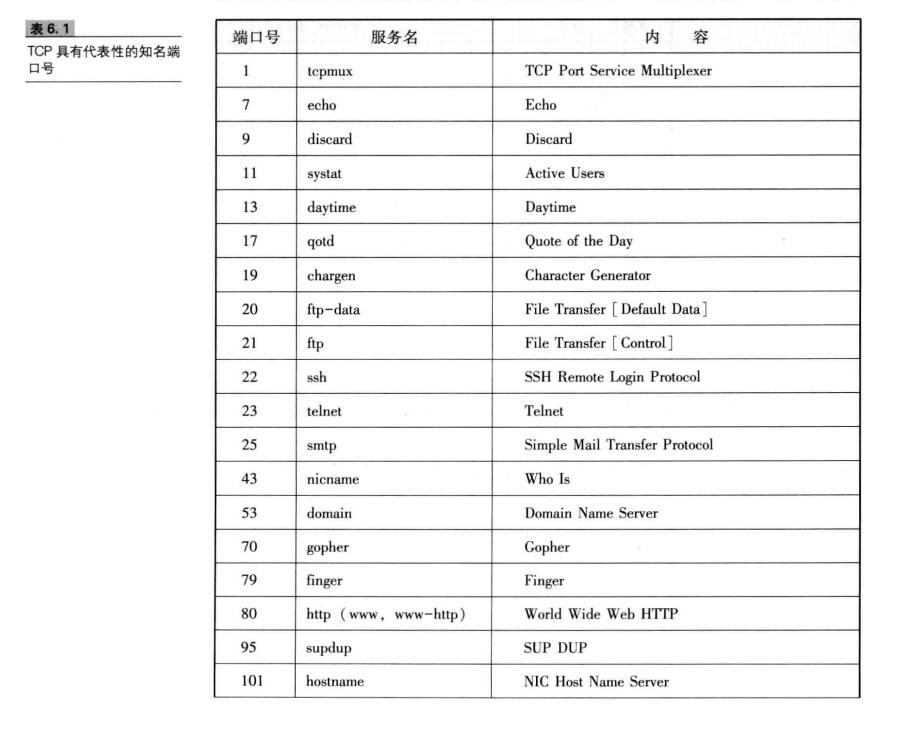 表6.1
TCP 具有代表性的知名端
口号
端口号 服务名 内 容
1 tcpmux TCP Port Service Multiplexer
7 echo Echo
9 discard Discard
11 systat Active Users
13 daytime Daytime
17 qotd Quote of the Day
19 chargen Character Generator
20 ftp-data File Transfer [Default Data]
21 ftp File Transfer [Control]
22 ssh SSH Remote Login Protocol
23 telnet Telnet
25 smtp Simple Mail Transfer Protocol
43 nicname Who Is
53 domain Domain Name Server
70 gopher Gopher
79 finger Finger
80 http (www, www-http) World Wide Web HTTP
95 supdup SUP DUP
101 hostname NIC Host Name Server